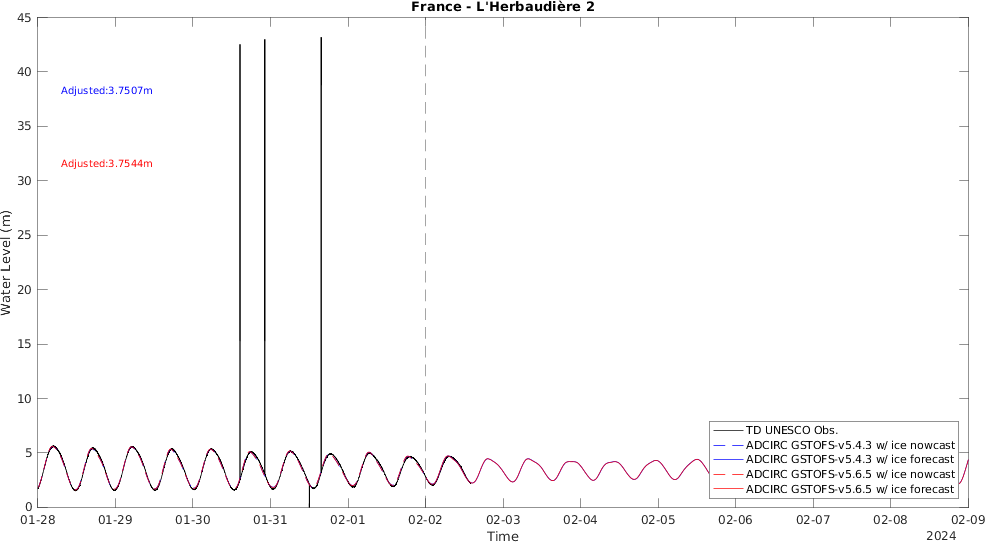 France - L'Herbaudière 2
45
40
35
30
25
20
15
10
5
0
Water Level (m)
Adjusted:3.7507m
Adjusted:3.7544m
TD UNESCO Obs.
ADCIRC GSTOFS-v5.4.3 w/ ice nowcast
ADCIRC GSTOFS-v5.4.3 w/ ice forecast
ADCIRC GSTOFS-v5.6.5 w/ ice nowcast
ADCIRC GSTOFS-v5.6.5 w/ ice forecast
01-28 01-29 01-30 01-31 02-01 02-02 02-03 02-04 02-05 02-06 02-07 02-08 02-09
Time
2024